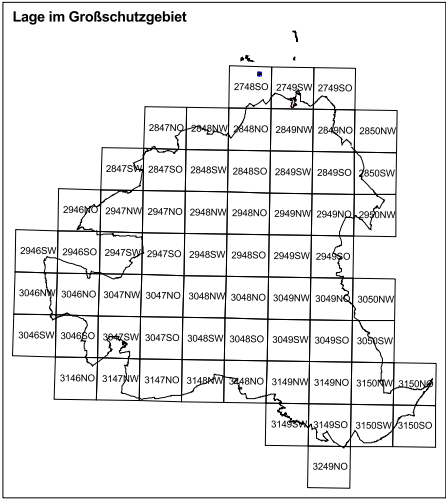 Lage im Großschutzgebiet
2748SO 2749SW 2749SO
2847NO 2848NW 2848NO 2849NW 2849NO 2850NW
2847SW 2847SO 2848SW 2848SO 2849SW 2849SO 2850SW
2946NO 2947NW 2947NO 2948NW 2948NO 2949NW 2949NO 2950NW
2946SW 2946SO 2947SW 2947SO 2948SW 2948SO 2949SW 2949SO
3046NW 3046NO 3047NW 3047NO 3048NW 3048NO 3049NW 3049NO 3050NW
3046SW 3046SO 3047SW 3047SO 3048SW 3048SO 3049SW 3049SO 3050SW
3146NO 3147NW 3147NO 3148NW 3148NO 3149NW 3149NO 3150NW 3150NO
3149SW 3149SO 3150SW 3150SO
3249NO